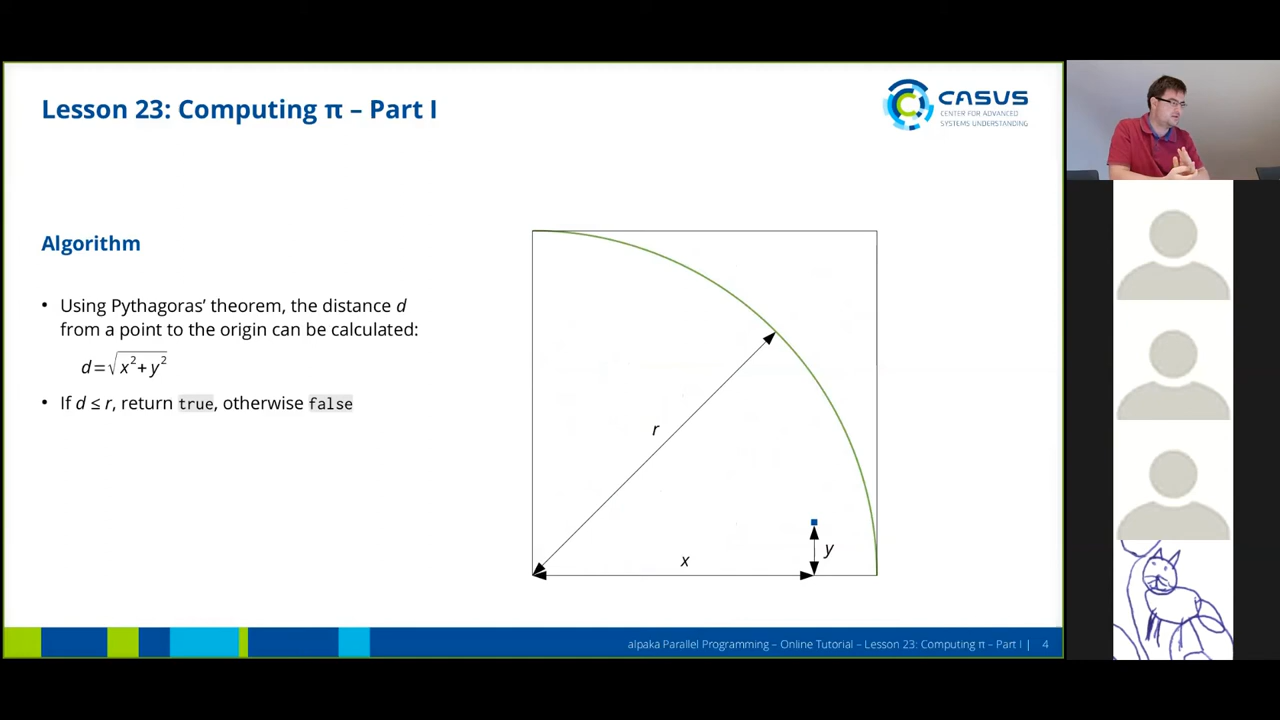 Lesson 23: Computing π – Part I
CASUS
CENTER FOR ADVANCED
SYSTEMS UNDERSTANDING
Algorithm
• Using Pythagoras’ theorem, the distance d
from a point to the origin can be calculated:
d=√x²+y²
• If d ≤ r, return true, otherwise false
r
x
y
alpaka Parallel Programming – Online Tutorial – Lesson 23: Computing π – Part I | 4